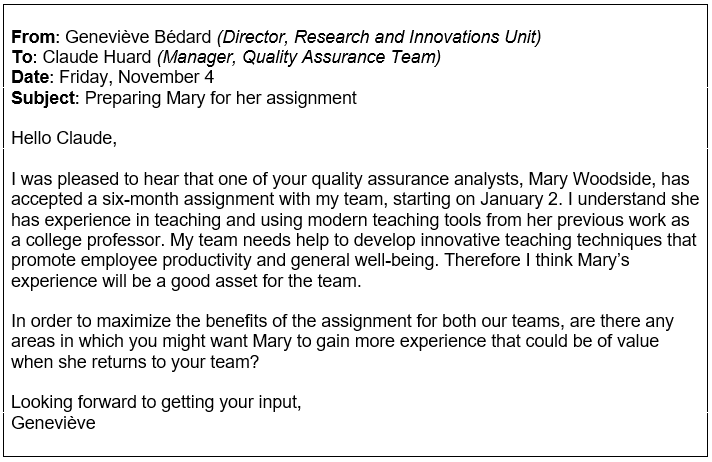 From: Geneviève Bédard (Director, Research and Innovations Unit)
To: Claude Huard (Manager, Quality Assurance Team)
Date: Friday, November 4
Subject: Preparing Mary for her assignment
Hello Claude,
I was pleased to hear that one of your quality assurance analysts, Mary Woodside, has
accepted a six-month assignment with my team, starting on January 2. I understand she
has experience in teaching and using modern teaching tools from her previous work as
a college professor. My team needs help to develop innovative teaching techniques that
promote employee productivity and general well-being. Therefore I think Mary’s
experience will be a good asset for the team.
In order to maximize the benefits of the assignment for both our teams, are there any
areas in which you might want Mary to gain more experience that could be of value
when she returns to your team?
Looking forward to getting your input,
Geneviève